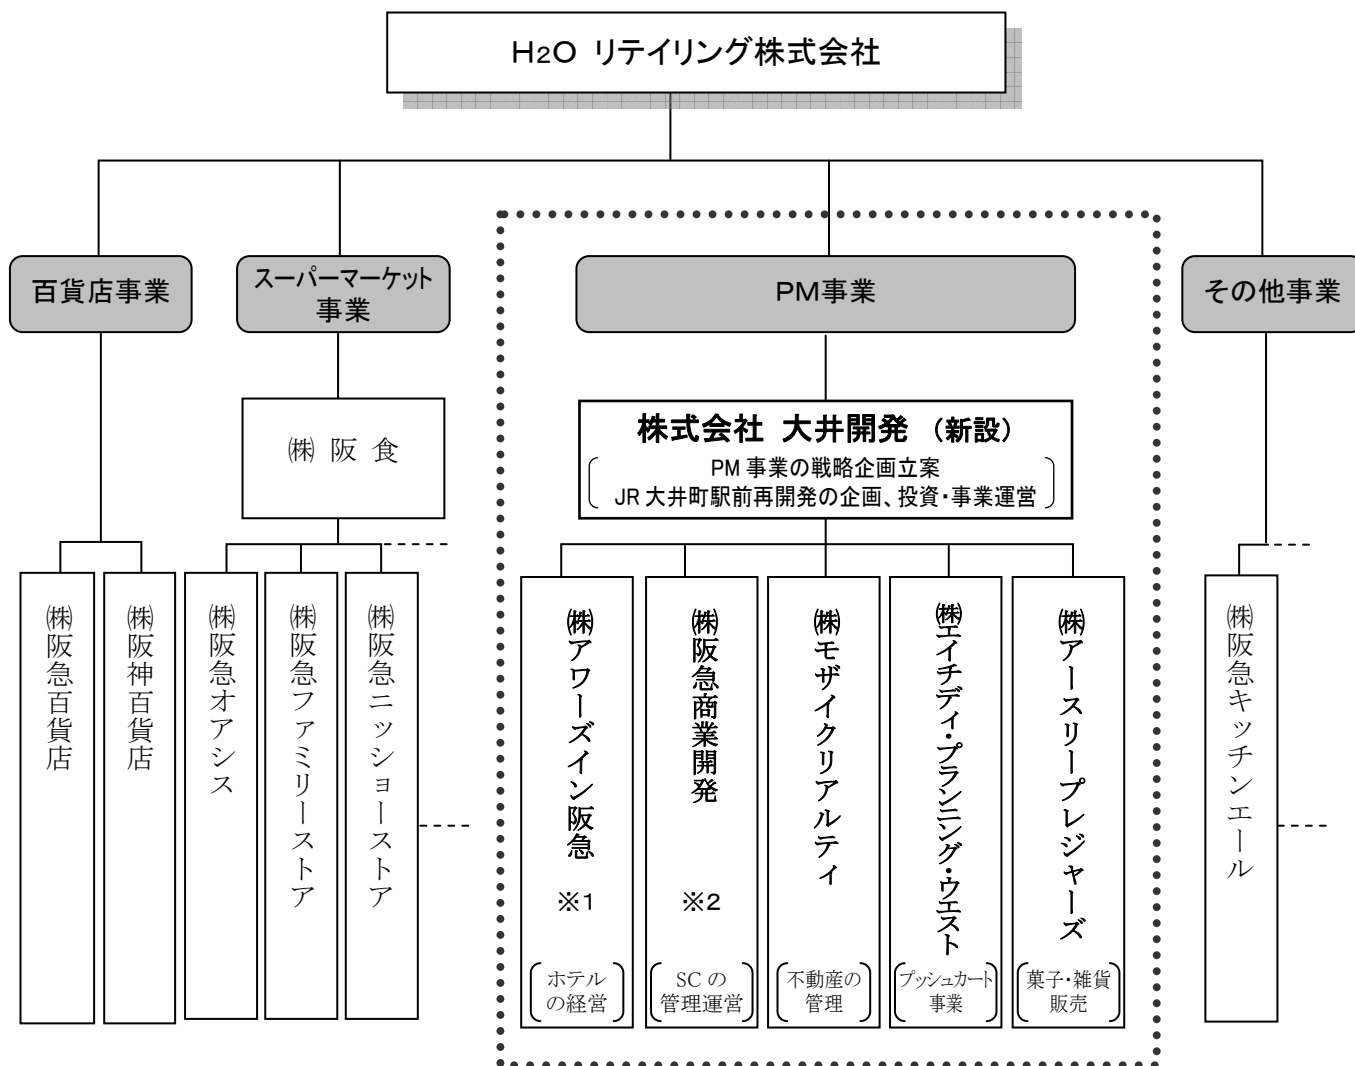 H2O リテイリング株式会社
百貨店事業
スーパーマーケット
事業
PM事業
その他事業
㈱ 阪 食
株式会社 大井開発 （新設）
PM 事業の戦略企画立案
JR 大井町駅前再開発の企画、投資・事業運営
㈱阪急百貨店
㈱阪神百貨店
㈱阪急オアシス
㈱阪急ファミリーストア
㈱阪急ニッショーストア
㈱アワーズイン阪急
※1
ホテル
の経営
㈱阪急商業開発
※2
SC の
管理運営
㈱モザイクリアルティ
不動産の
管理
㈱エイチディ・プランニング・ウエスト
プッシュカート
事業
㈱アースリープレジャーズ
菓子・雑貨
販売
㈱阪急キッチンエール